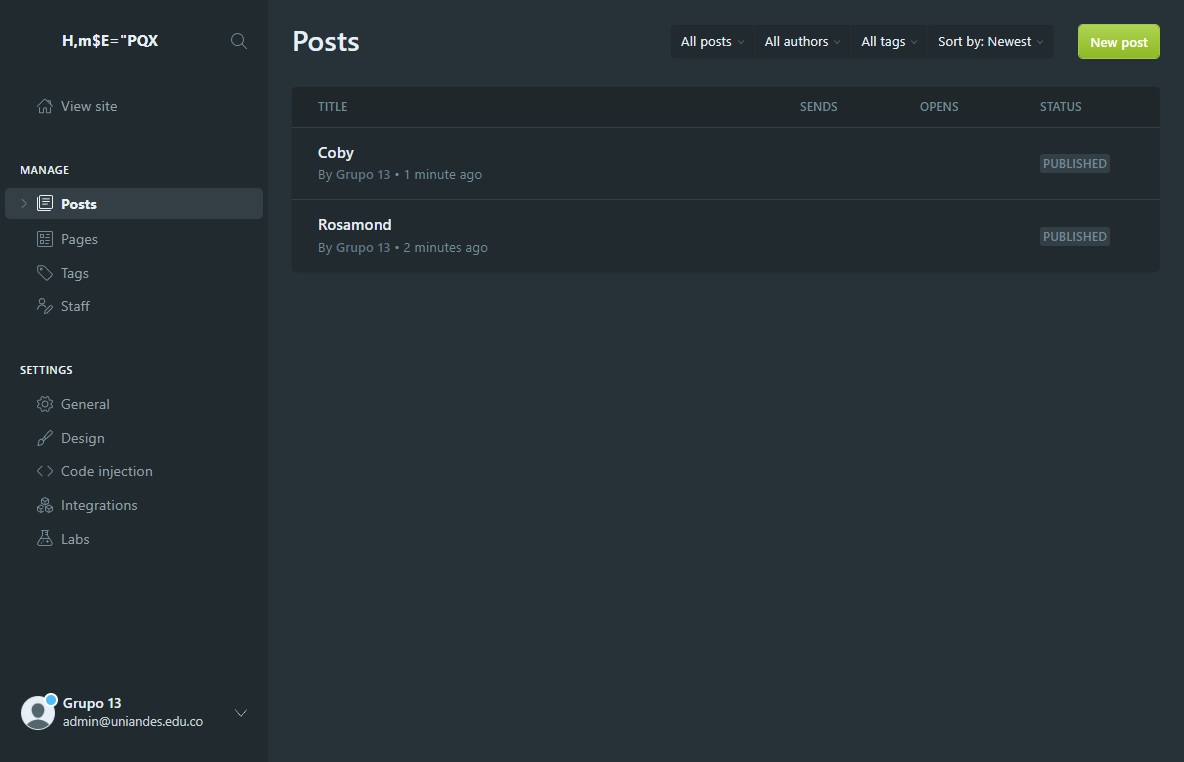 H,m$E="PQX
View site
MANAGE
Posts
Pages
Tags
Staff
SETTINGS
General
Design
Code injection
Integrations
Labs
Grupo 13
admin@uniandes.edu.co
Posts
All posts All authors All tags Sort by: Newest New post
TITLE SENDS OPENS STATUS
Coby
By Grupo 13 • 1 minute ago
PUBLISHED
Rosamond
By Grupo 13 • 2 minutes ago
PUBLISHED